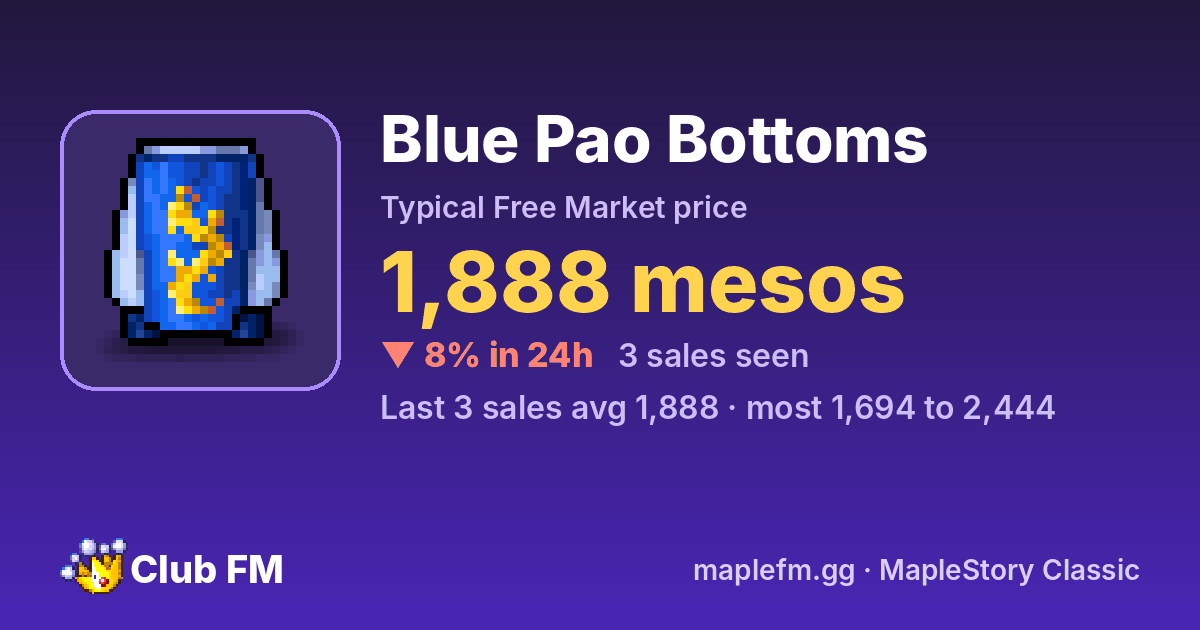 Blue Pao Bottoms
Typical Free Market price
1,888 mesos
▼ 8% in 24h 3 sales seen
Last 3 sales avg 1,888 · most 1,694 to 2,444
Club FM
maplefm.gg · MapleStory Classic